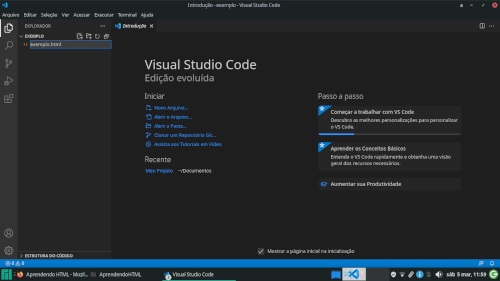 Introdução - exemplo - Visual Studio Code
Arquivo Editar Seleção Ver Acessar Executar Terminal Ajuda
EXPLORADOR
Introdução
EXEMPLO
exemplo.html
Visual Studio Code
Edição evoluída
Iniciar
Novo Arquivo...
Abrir o Arquivo...
Abrir a Pasta...
Clonar um Repositório Git...
Assista aos Tutoriais em Vídeo
Recente
Meu Projeto ~/Documentos
Passo a passo
Começar a trabalhar com VS Code
Descubra as melhores personalizações para personalizar
o VS Code.
Aprender os Conceitos Básicos
Entenda o VS Code rapidamente e obtenha uma visão
geral dos recursos necessários.
Aumentar sua Produtividade
Mostrar a página inicial na inicialização
ESTRUTURA DO CÓDIGO
0 0
Aprendendo HTML - Mozil... AprendendoHTML Visual Studio Code sáb 5 mar, 11:59